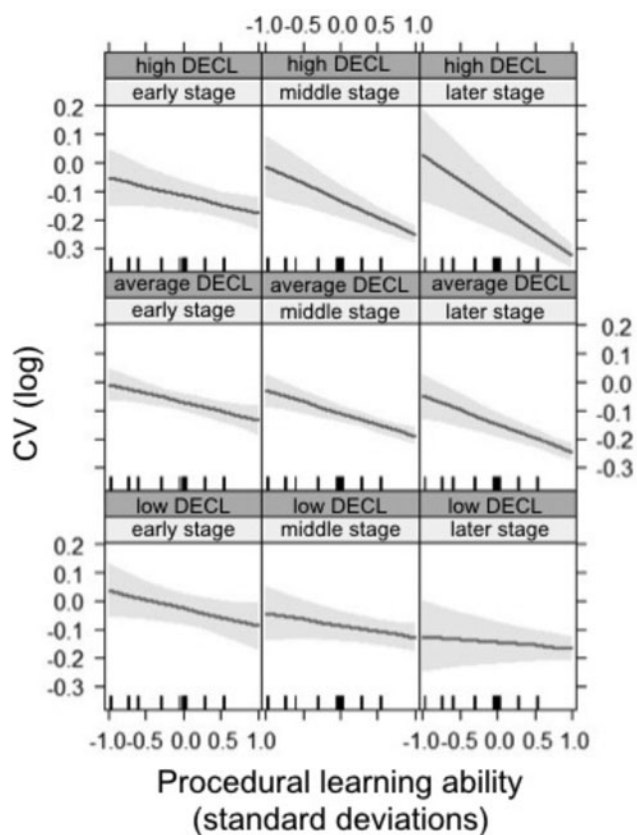 -1.0-0.5 0.0 0.5 1.0
high DECL high DECL high DECL
early stage middle stage later stage
0.2
0.1
0.0
-0.1
-0.2
-0.3
average DECL average DECL average DECL
early stage middle stage later stage
0.2
0.1
0.0
-0.1
-0.2
-0.3
CV (log)
low DECL low DECL low DECL
early stage middle stage later stage
0.2
0.1
0.0
-0.1
-0.2
-0.3
-1.0-0.5 0.0 0.5 1.0 -1.0-0.5 0.0 0.5 1.0
Procedural learning ability
(standard deviations)